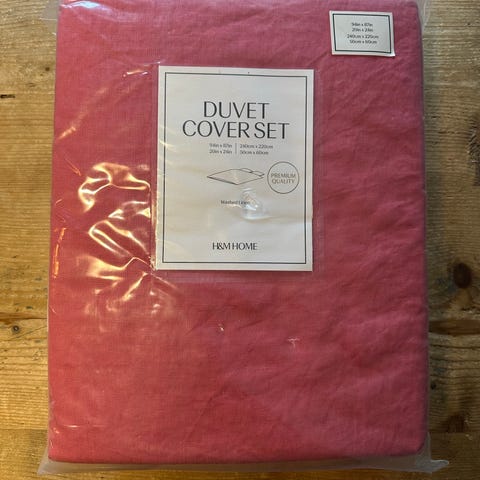 94in x 87in
20in x 24in
240cm x 220cm
50cm x 60cm
DUVET
COVER SET
94in x 87in | 240cm x 220cm
20in x 24in | 50cm x 60cm
PREMIUM
QUALITY
Washed Linen
H&M HOME